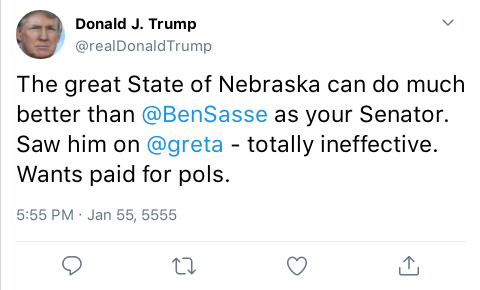 Donald J. Trump
@realDonaldTrump
The great State of Nebraska can do much
better than @BenSasse as your Senator.
Saw him on @greta - totally ineffective.
Wants paid for pols.
5:55 PM · Jan 55, 5555